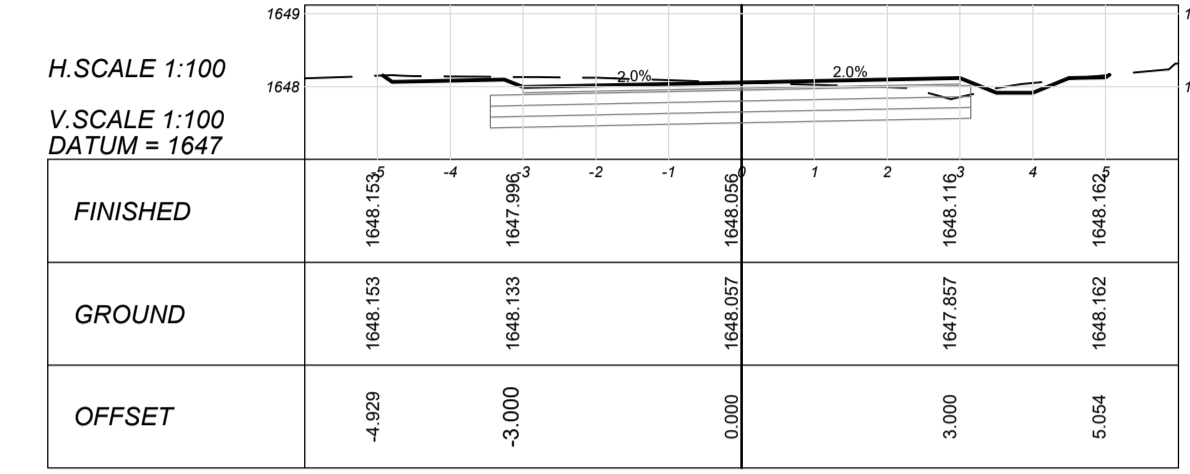 1649
1
H.SCALE 1:100
1648
2.0%
2.0%
1
V.SCALE 1:100
DATUM = 1647
-5 -4 -3 -2 -1 0 1 2 3 4 5
FINISHED 1648.153 1647.996 1648.056 1648.116 1648.162
GROUND 1648.153 1648.133 1648.057 1647.857 1648.162
OFFSET -4.929 -3.000 0.000 3.000 5.054